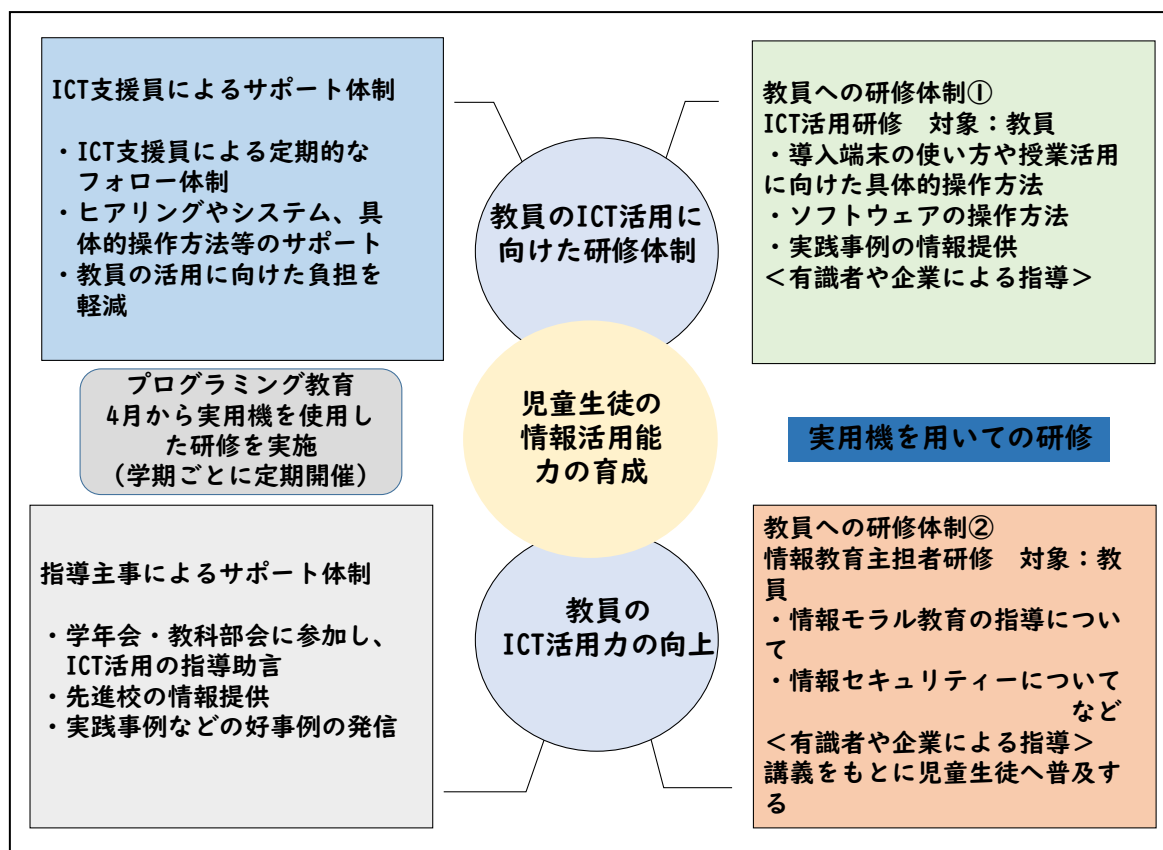 ICT支援員によるサポート体制
・ICT支援員による定期的な
フォロー体制
・ヒアリングやシステム、具
体的操作方法等のサポート
・教員の活用に向けた負担を
軽減
教員のICT活用に
向けた研修体制
教員への研修体制①
ICT活用研修　対象：教員
・導入端末の使い方や授業活用
に向けた具体的操作方法
・ソフトウェアの操作方法
・実践事例の情報提供
＜有識者や企業による指導＞
プログラミング教育
4月から実用機を使用し
た研修を実施
（学期ごとに定期開催）
児童生徒の
情報活用能
力の育成
実用機を用いての研修
指導主事によるサポート体制
・学年会・教科部会に参加し、
ICT活用の指導助言
・先進校の情報提供
・実践事例などの好事例の発信
教員の
ICT活用力の向上
教員への研修体制②
情報教育主担者研修　対象：教
員
・情報モラル教育の指導につい
て
・情報セキュリティーについて
など
＜有識者や企業による指導＞
講義をもとに児童生徒へ普及す
る